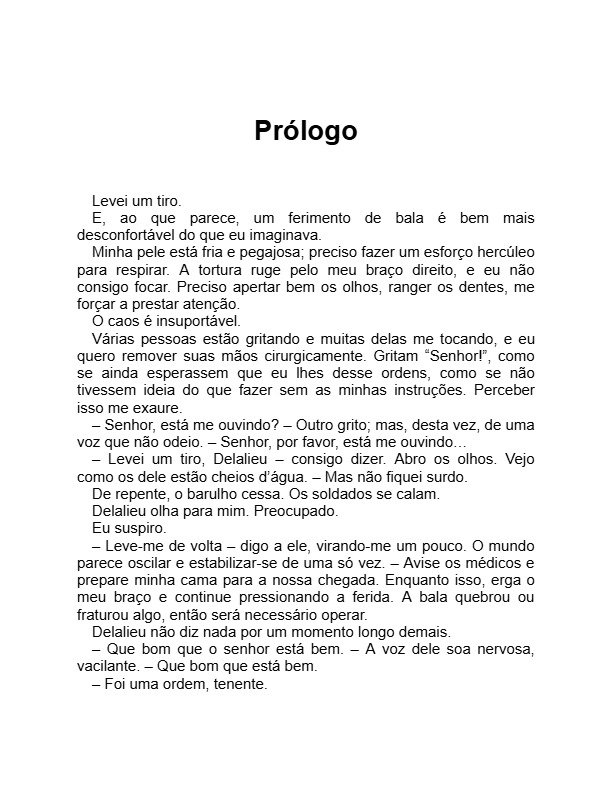 Prólogo
Levei um tiro.
E, ao que parece, um ferimento de bala é bem mais
desconfortável do que eu imaginava.
Minha pele está fria e pegajosa; preciso fazer um esforço hercúleo
para respirar. A tortura ruge pelo meu braço direito, e eu não
consigo focar. Preciso apertar bem os olhos, ranger os dentes, me
forçar a prestar atenção.
O caos é insuportável.
Várias pessoas estão gritando e muitas delas me tocando, e eu
quero remover suas mãos cirurgicamente. Gritam “Senhor!”, como
se ainda esperassem que eu lhes desse ordens, como se não
tivessem ideia do que fazer sem as minhas instruções. Perceber
isso me exaure.
– Senhor, está me ouvindo? – Outro grito; mas, desta vez, de uma
voz que não odeio. – Senhor, por favor, está me ouvindo…
– Levei um tiro, Delalieu – consigo dizer. Abro os olhos. Vejo
como os dele estão cheios d’água. – Mas não fiquei surdo.
De repente, o barulho cessa. Os soldados se calam.
Delalieu olha para mim. Preocupado.
Eu suspiro.
– Leve-me de volta – digo a ele, virando-me um pouco. O mundo
parece oscilar e estabilizar-se de uma só vez. – Avise os médicos e
prepare minha cama para a nossa chegada. Enquanto isso, erga o
meu braço e continue pressionando a ferida. A bala quebrou ou
fraturou algo, então será necessário operar.
Delalieu não diz nada por um momento longo demais.
– Que bom que o senhor está bem. – A voz dele soa nervosa,
vacilante. – Que bom que está bem.
– Foi uma ordem, tenente.